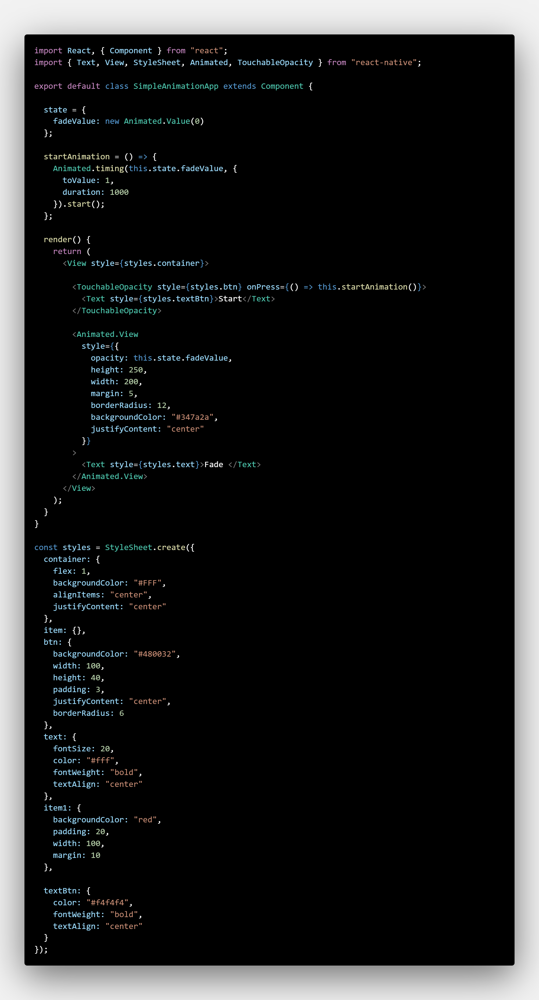 import React, { Component } from "react";
import { Text, View, StyleSheet, Animated, TouchableOpacity } from "react-native";

export default class SimpleAnimationApp extends Component {

  state = {
    fadeValue: new Animated.Value(0)
  };

  startAnimation = () => {
    Animated.timing(this.state.fadeValue, {
      toValue: 1,
      duration: 1000
    }).start();
  };

  render() {
    return (
      <View style={styles.container}>

        <TouchableOpacity style={styles.btn} onPress={() => this.startAnimation()}>
          <Text style={styles.textBtn}>Start</Text>
        </TouchableOpacity>

        <Animated.View
          style={{
            opacity: this.state.fadeValue,
            height: 250,
            width: 200,
            margin: 5,
            borderRadius: 12,
            backgroundColor: "#347a2a",
            justifyContent: "center"
          }}
        >
          <Text style={styles.text}>Fade </Text>
        </Animated.View>
      </View>
    );
  }
}

const styles = StyleSheet.create({
  container: {
    flex: 1,
    backgroundColor: "#FFF",
    alignItems: "center",
    justifyContent: "center"
  },
  item: {},
  btn: {
    backgroundColor: "#480032",
    width: 100,
    height: 40,
    padding: 3,
    justifyContent: "center",
    borderRadius: 6
  },
  text: {
    fontSize: 20,
    color: "#fff",
    fontWeight: "bold",
    textAlign: "center"
  },
  item1: {
    backgroundColor: "red",
    padding: 20,
    width: 100,
    margin: 10
  },

  textBtn: {
    color: "#f4f4f4",
    fontWeight: "bold",
    textAlign: "center"
  }
});